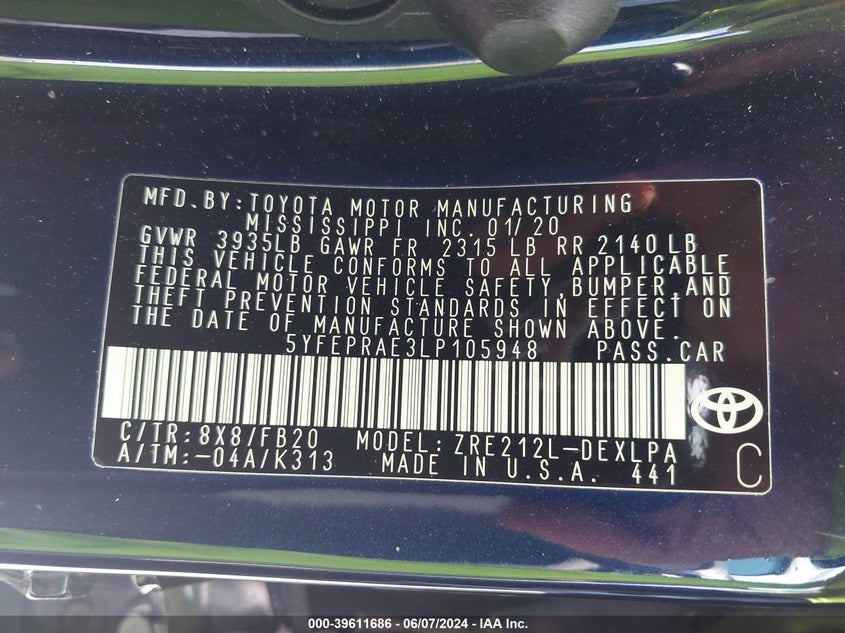 MFD.BY:TOYOTA MOTOR MANUFACTURING
MISSISSIPPI INC. 01/20
GVWR 3935LB GAWR FR 2315 LB RR 2140 LB
THIS VEHICLE CONFORMS TO ALL APPLICABLE
FEDERAL MOTOR VEHICLE SAFETY,BUMPER,AND
THEFT PREVENTION STANDARDS IN EFFECT ON
THE DATE OF MANUFACTURE SHOWN ABOVE.
5YFEPRAE3LP105948 PASS.CAR
C/TR:8X8/FB20 MODEL:ZRE212L-DEXLPA
A/TM:-04A/K313 MADE IN U.S.A. 441
C
000-39611686 - 06/07/2024 - IAA Inc.